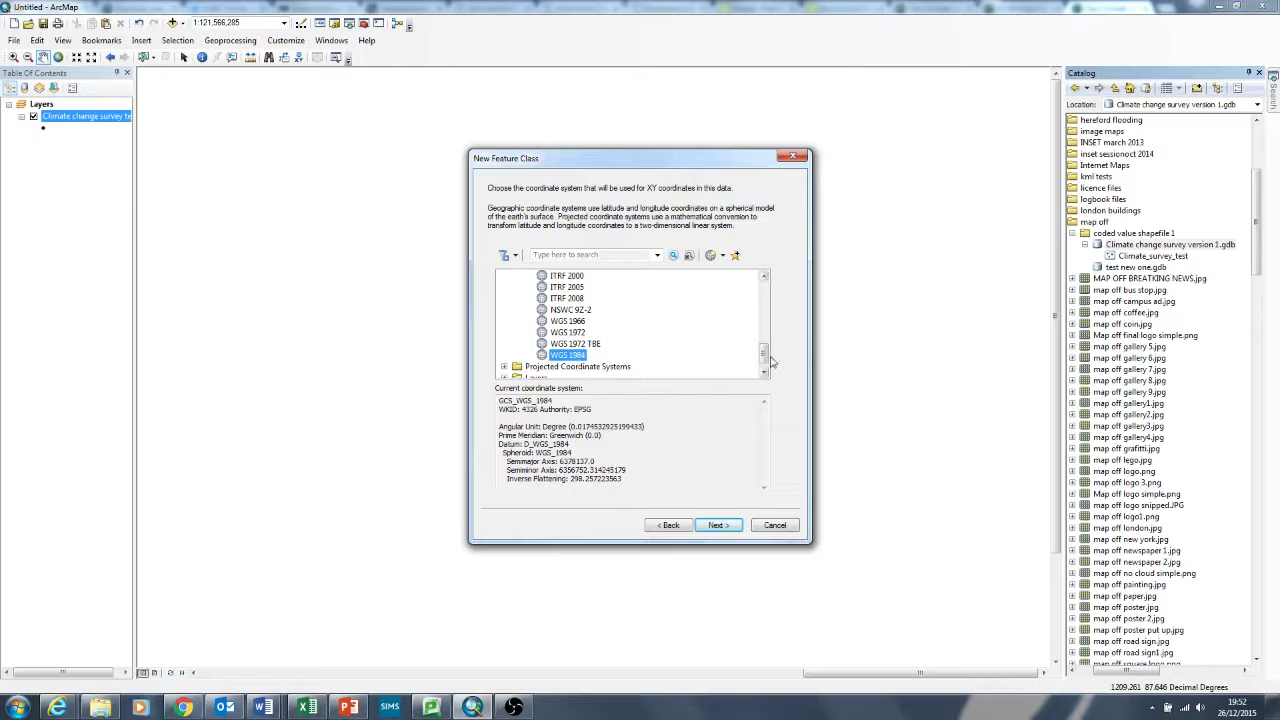 Untitled - ArcMap
1:121,566,285
File Edit View Bookmarks Insert Selection Geoprocessing Customize Windows Help
Table Of Contents
Layers
Climate change survey te
New Feature Class
Choose the coordinate system that will be used for XY coordinates in this data.
Geographic coordinate systems use latitude and longitude coordinates on a spherical model
of the earth's surface. Projected coordinate systems use a mathematical conversion to
transform latitude and longitude coordinates to a two-dimensional linear system.
Type here to search
ITRF 2000
ITRF 2005
ITRF 2008
NSWC 9Z-2
WGS 1966
WGS 1972
WGS 1972 TBE
WGS 1984
Projected Coordinate Systems
Layers
Current coordinate system:
GCS_WGS_1984
WKID: 4326 Authority: EPSG
Angular Unit: Degree (0.0174532925199433)
Prime Meridian: Greenwich (0.0)
Datum: D_WGS_1984
Spheroid: WGS_1984
Semimajor Axis: 6378137.0
Semiminor Axis: 6356752.314245179
Inverse Flattening: 298.257223563
< Back Next > Cancel
Catalog
Location: Climate change survey version 1.gdb
hereford flooding
image maps
INSET march 2013
inset sessionoct 2014
Internet Maps
kml tests
licence files
logbook files
london buildings
map off
coded value shapefile 1
Climate change survey version 1.gdb
Climate_survey_test
test new one.gdb
MAP OFF BREATKING NEWS.jpg
map off bus stop.jpg
map off campus ad.jpg
map off coffee.jpg
map off coin.jpg
Map off final logo test.jpg
map off gallery 5.jpg
map off gallery 6.jpg
map off gallery 7.jpg
map off gallery 8.jpg
map off gallery 9.jpg
map off gallery1.jpg
map off gallery2.jpg
map off gallery3.jpg
map off gallery4.jpg
map off grafitti.jpg
map off lego.jpg
map off logo.png
map off logo 3.png
Map off logo simple.png
map off logo snipped.JPG
map off logo1.png
map off london.jpg
map off new york.jpg
map off newspaper 1.jpg
map off newspaper 2.jpg
map off no cloud simple.png
map off painting.jpg
map off paper.jpg
map off poster.jpg
map off poster 2.jpg
map off poster put up.jpg
map off road sign.jpg
map off road sign1.jpg
map off square logo.png
Search
1209.261 87.646 Decimal Degrees
SIMS
19:52
26/12/2015